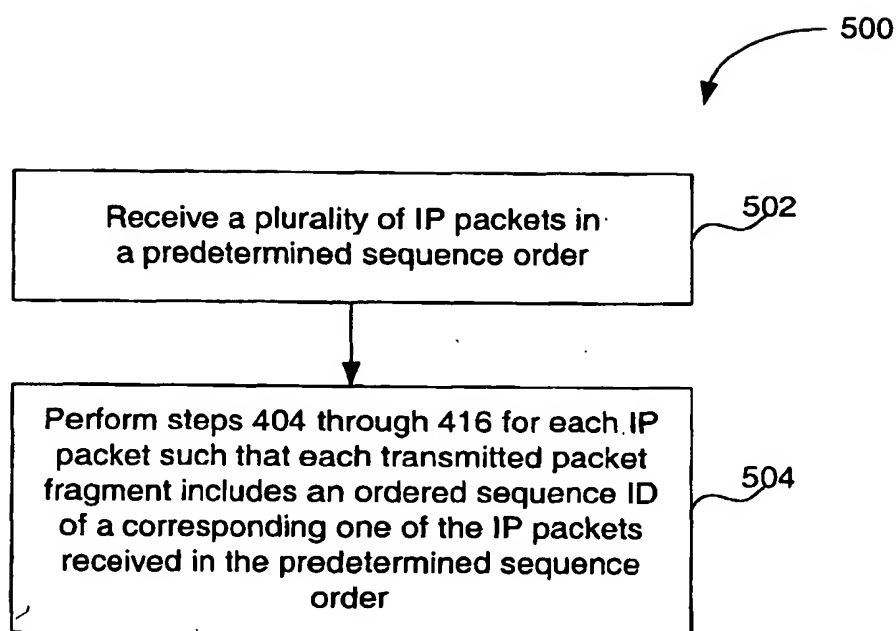 500
Receive a plurality of IP packets in
a predetermined sequence order
502
Perform steps 404 through 416 for each IP
packet such that each transmitted packet
fragment includes an ordered sequence ID
of a corresponding one of the IP packets
received in the predetermined sequence
order
504